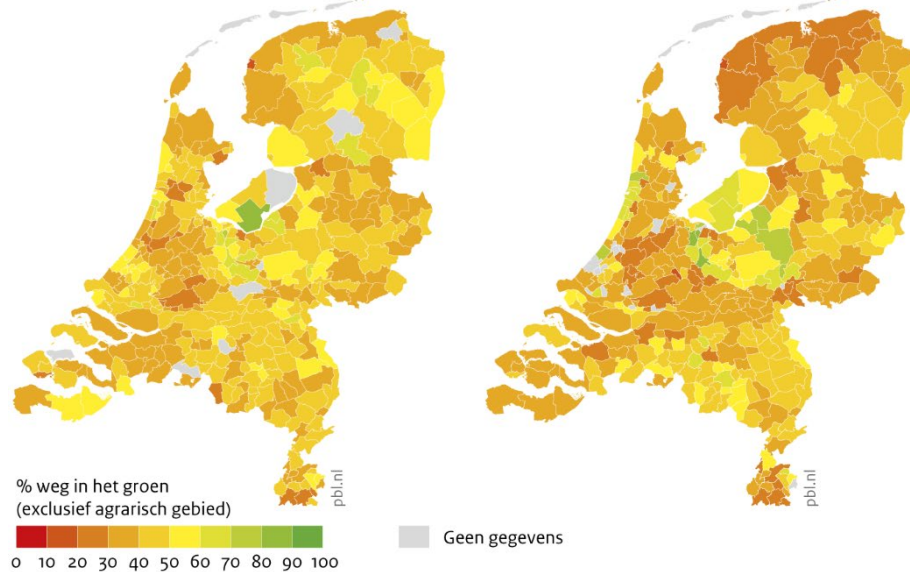 pbl.nl
pbl.nl
% weg in het groen
(exclusief agrarisch gebied)
0 10 20 30 40 50 60 70 80 90 100
Geen gegevens